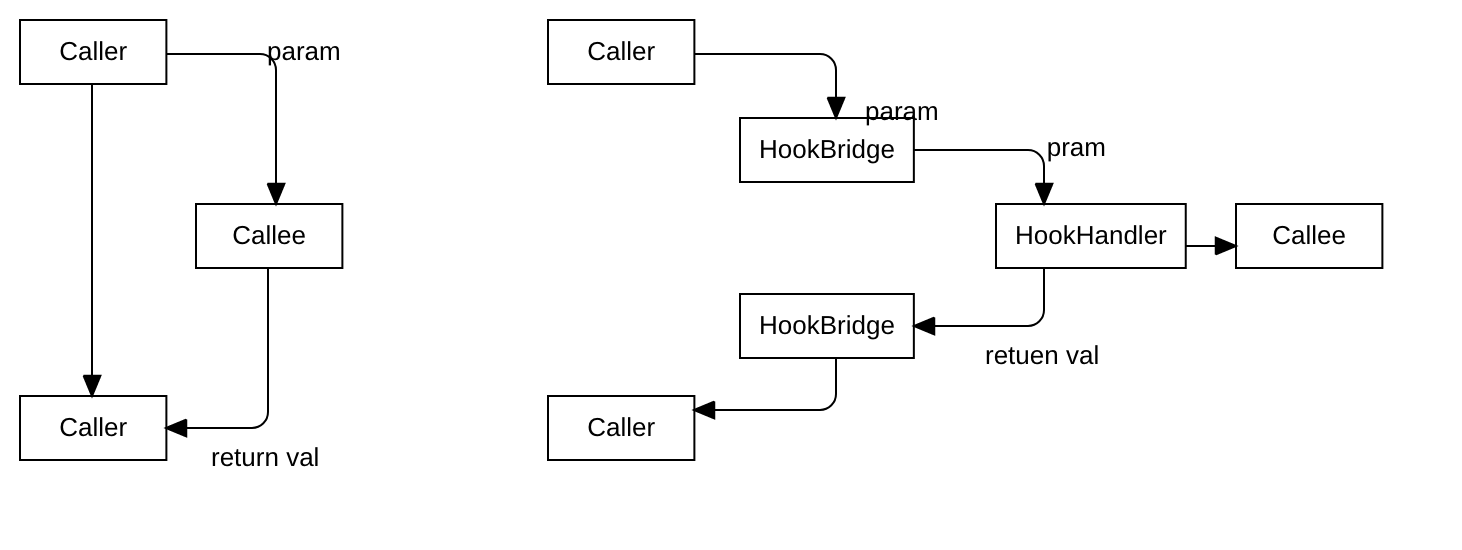 Caller
param
Callee
Caller
return val
Caller
param
HookBridge
pram
HookHandler
Callee
HookBridge
retuen val
Caller